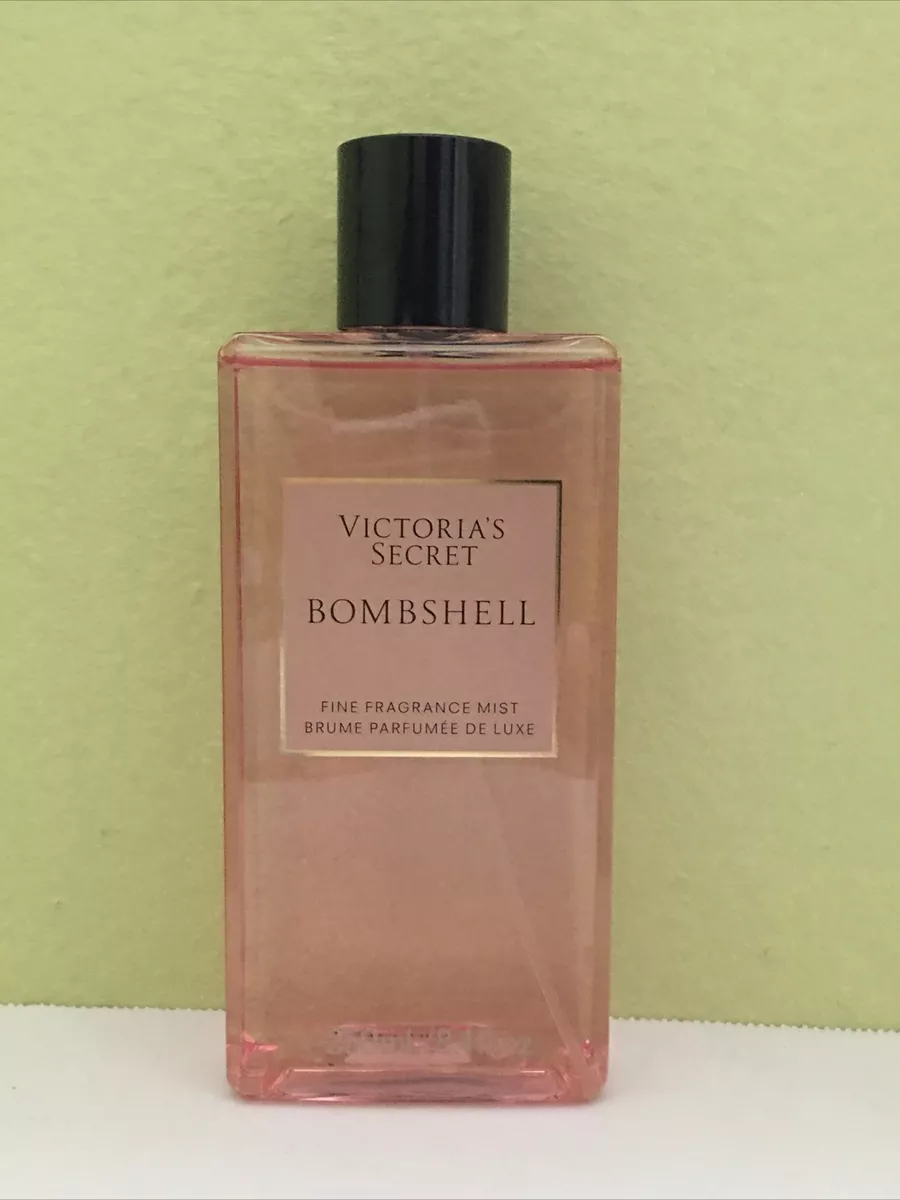 VICTORIA'S
SECRET
BOMBSHELL
FINE FRAGRANCE MIST
BRUME PARFUMÉE DE LUXE